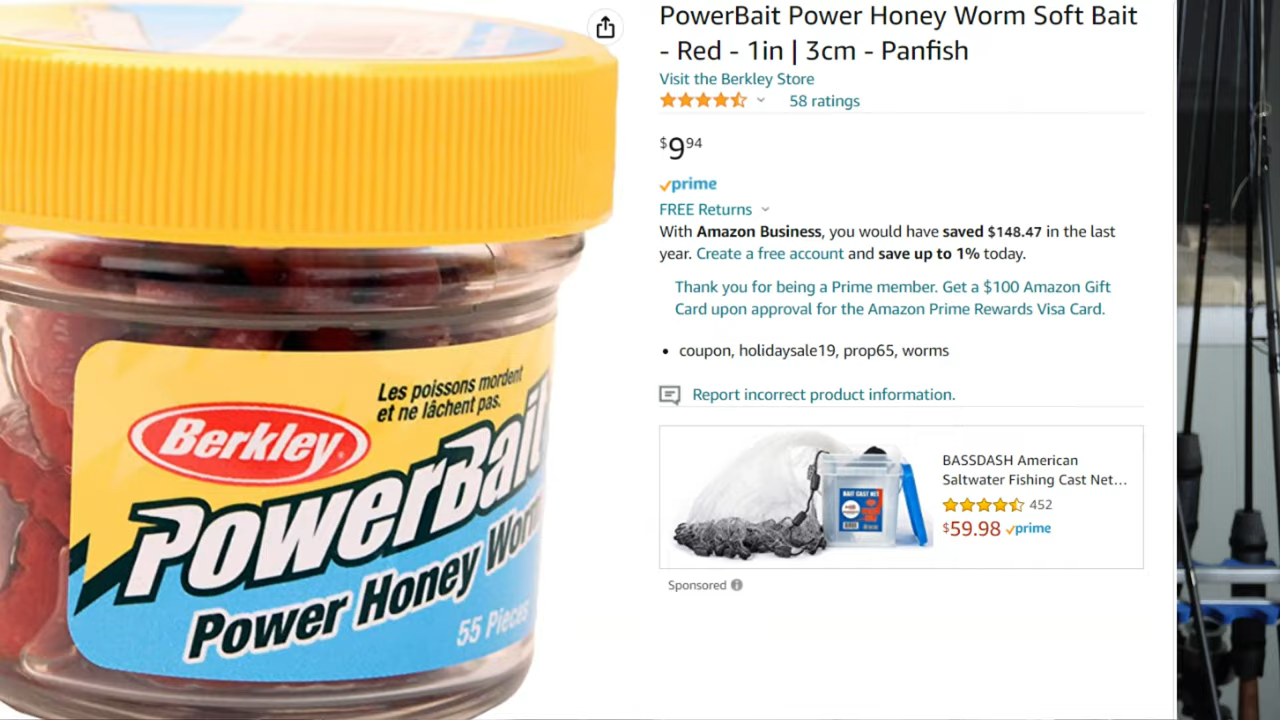 PowerBait Power Honey Worm Soft Bait
- Red - 1in | 3cm - Panfish
Visit the Berkley Store
58 ratings
$9.94
prime
FREE Returns
With Amazon Business, you would have saved $148.47 in the last
year. Create a free account and save up to 1% today.
Thank you for being a Prime member. Get a $100 Amazon Gift
Card upon approval for the Amazon Prime Rewards Visa Card.
• coupon, holidaysale19, prop65, worms
Report incorrect product information.
BASSDASH American
Saltwater Fishing Cast Net...
452
$59.98 prime
Sponsored
BAIT CAST NET
Les poissons mordent
et ne lâchent pas.
Berkley
PowerBait
Power Honey Worm
55 Pieces